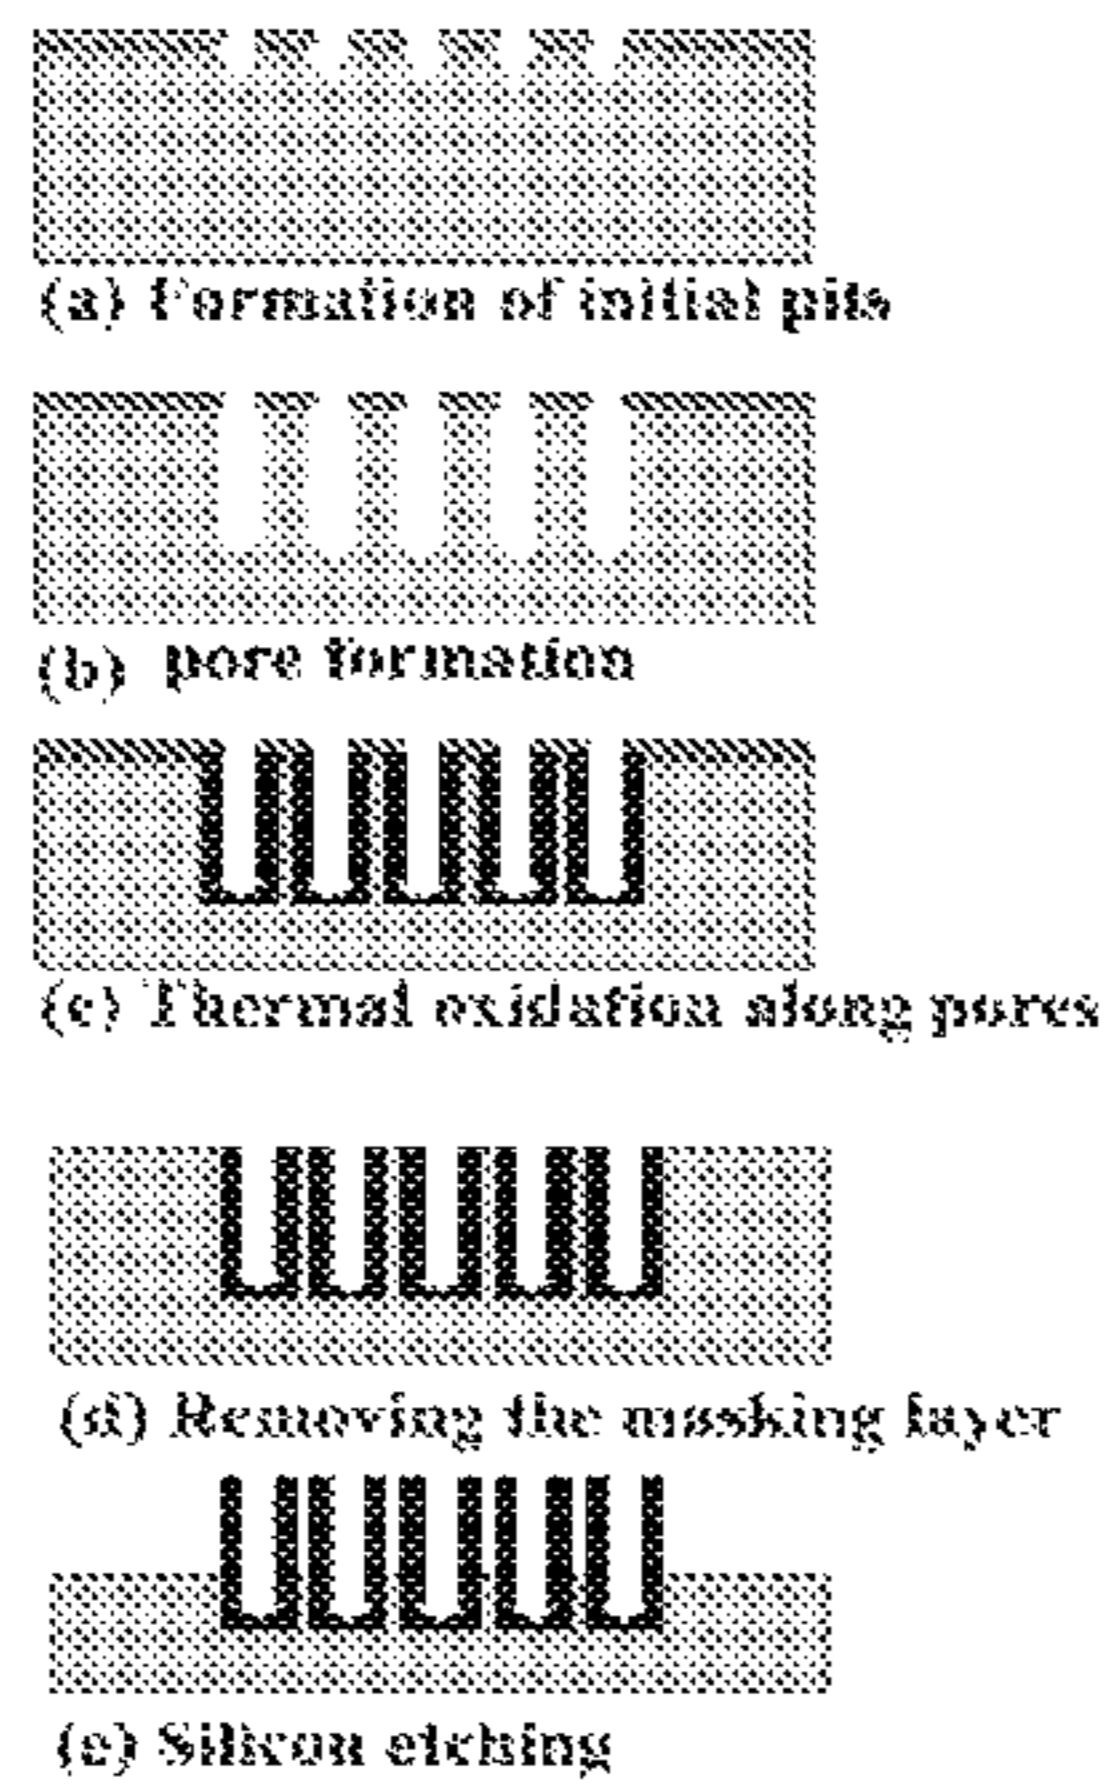 (a) Formation of initial pits
(b) pore formation
(c) Thermal oxidation along pores
(d) Removing the masking layer
(e) Silicon etching